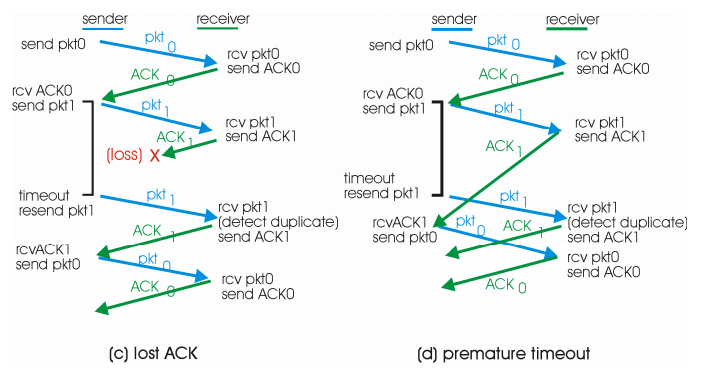 sender receiver
send pkt0
pkt 0
rcv pkt0
send ACK0
ACK 0
rcv ACK0
send pkt1
pkt 1
rcv pkt1
send ACK1
ACK 1
(loss) X
timeout
resend pkt1
pkt 1
rcv pkt1
(detect duplicate)
send ACK1
ACK 1
rcvACK1
send pkt0
pkt 0
rcv pkt0
send ACK0
ACK 0
(c) lost ACK
sender receiver
send pkt0
pkt 0
rcv pkt0
send ACK0
ACK 0
rcv ACK0
send pkt1
pkt 1
rcv pkt1
send ACK1
ACK 1
timeout
resend pkt1
pkt 1
rcv pkt1
(detect duplicate)
send ACK1
rcvACK1
send pkt0
pkt 0
ACK 1
rcv pkt0
send ACK0
ACK 0
(d) premature timeout